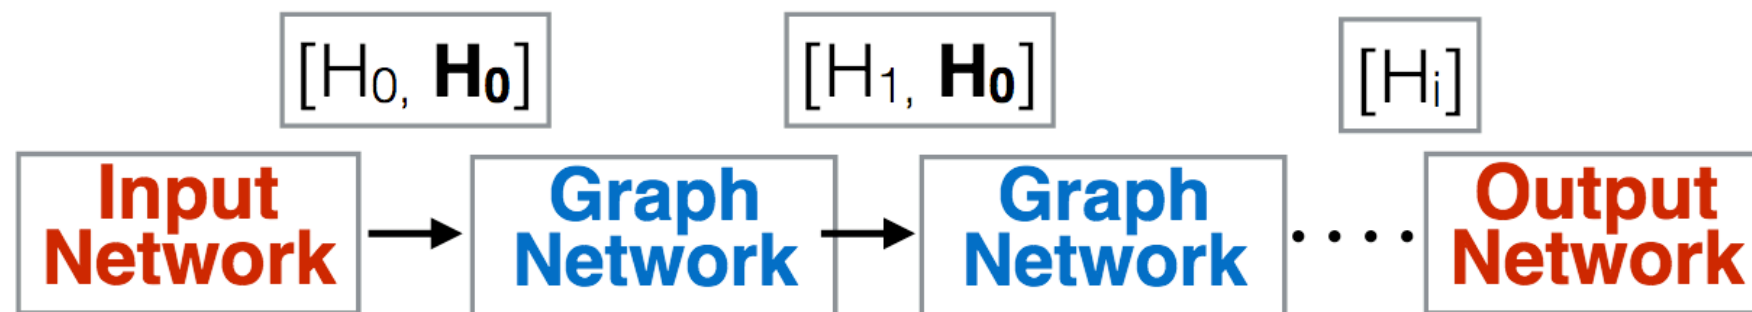 [H0, H0]
[H1, H0]
[Hi]
Input
Network
Graph
Network
Graph
Network
Output
Network